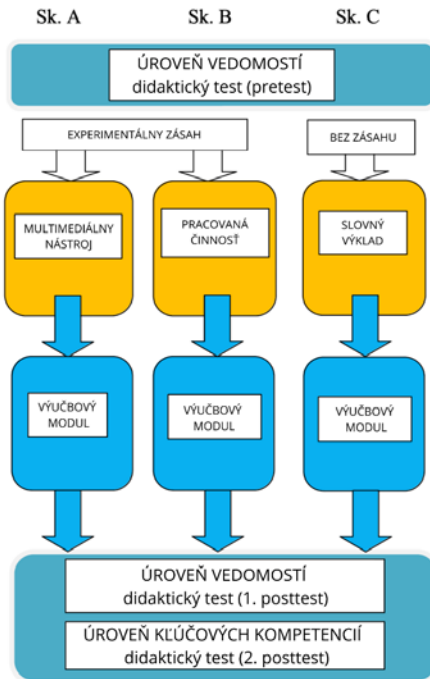 Sk. A Sk. B Sk. C
ÚROVEŇ VEDOMOSTÍ
didaktický test (pretest)
EXPERIMENTÁLNY ZÁSAH
BEZ ZÁSAHU
MULTIMEDIÁLNY
NÁSTROJ
PRACOVANÁ
ČINNOSŤ
SLOVNÝ
VÝKLAD
VÝUČBOVÝ
MODUL
VÝUČBOVÝ
MODUL
VÝUČBOVÝ
MODUL
ÚROVEŇ VEDOMOSTÍ
didaktický test (1. posttest)
ÚROVEŇ KĽÚČOVÝCH KOMPETENCIÍ
didaktický test (2. posttest)